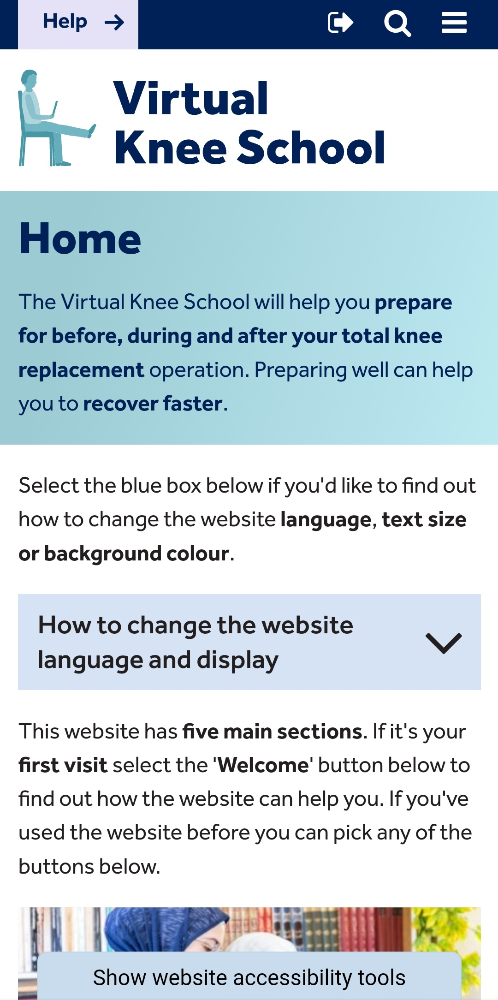 Help
Virtual
Knee School
Home
The Virtual Knee School will help you prepare
for before, during and after your total knee
replacement operation. Preparing well can help
you to recover faster.
Select the blue box below if you'd like to find out
how to change the website language, text size
or background colour.
How to change the website
language and display
This website has five main sections. If it's your
first visit select the 'Welcome' button below to
find out how the website can help you. If you've
used the website before you can pick any of the
buttons below.
Show website accessibility tools